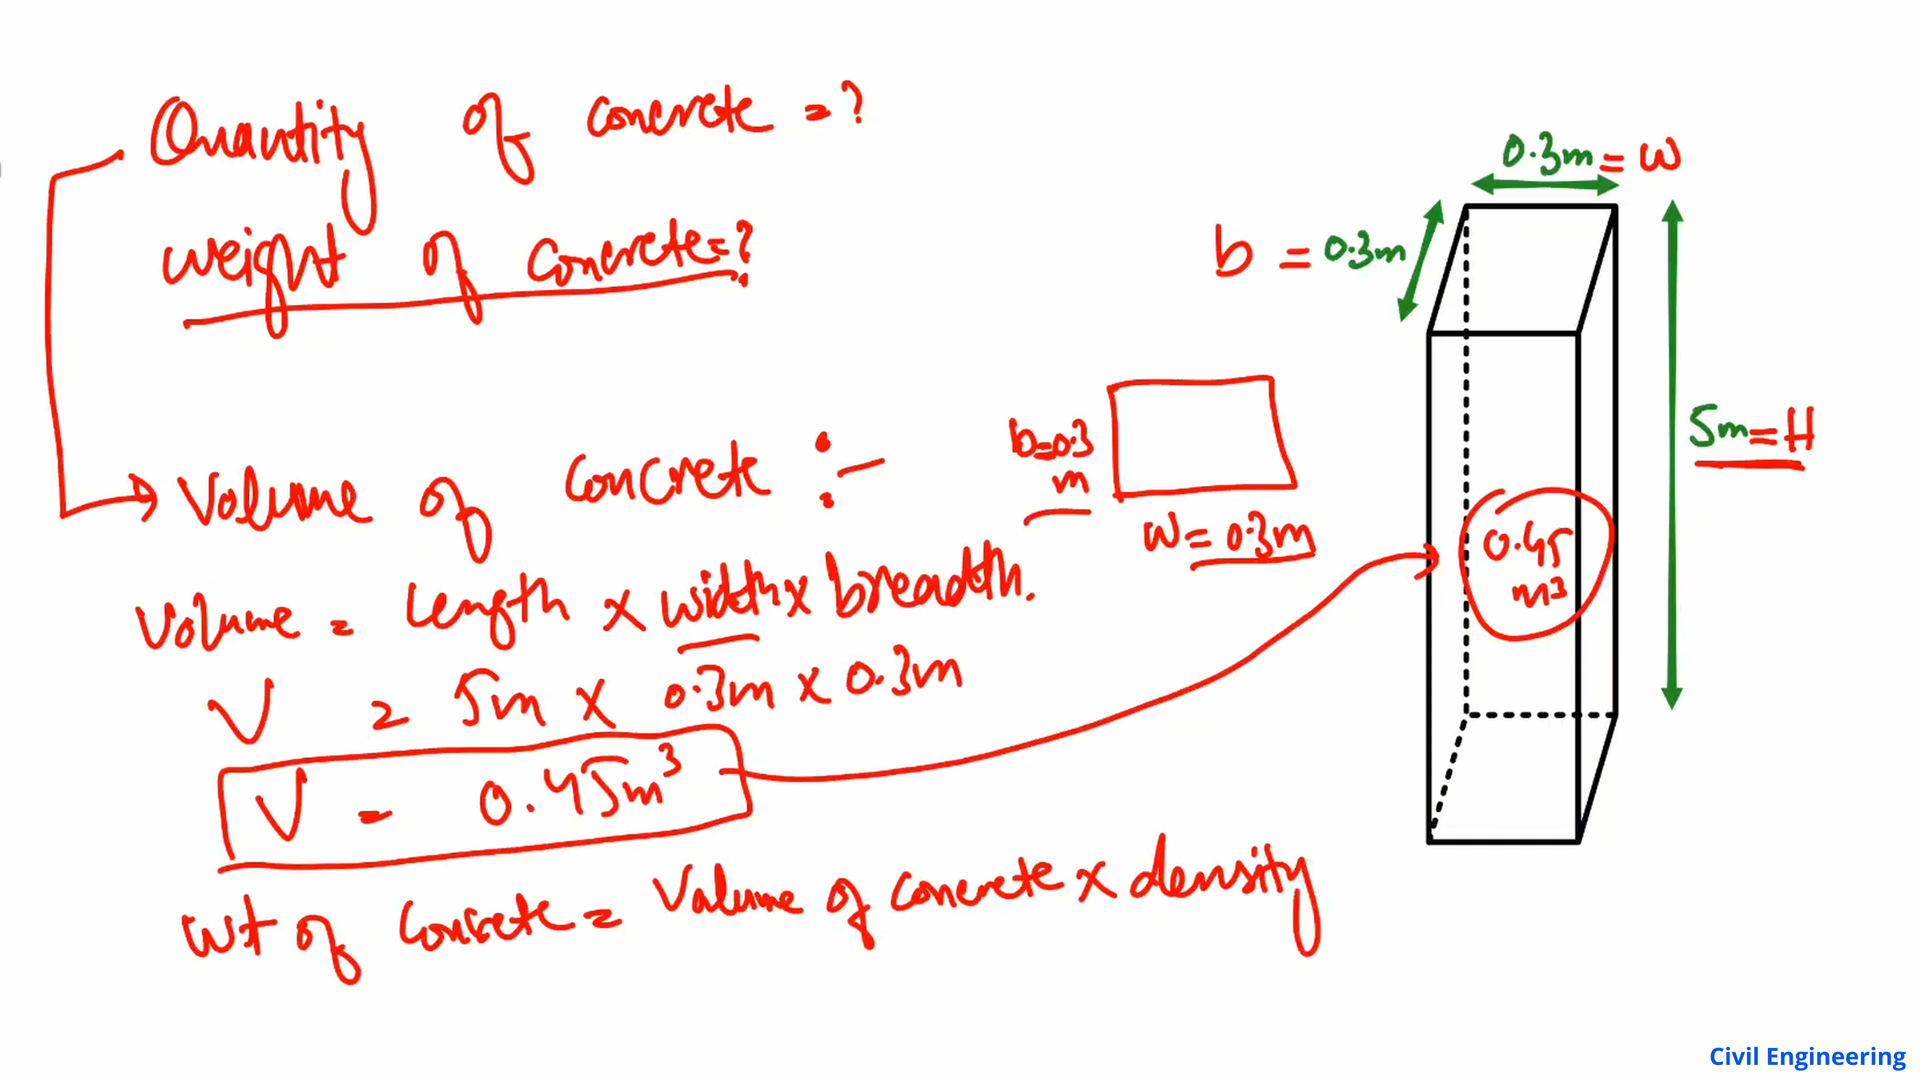 Quantity of concrete = ?
weight of concrete = ?
Volume of concrete :-
Volume = Length x width x breadth.
V = 5m x 0.3m x 0.3m
V = 0.45m³
wt of concrete = Volume of concrete x density
b=0.3
m
w = 0.3m
0.3m = w
b = 0.3m
5m = H
0.45
m³
Civil Engineering